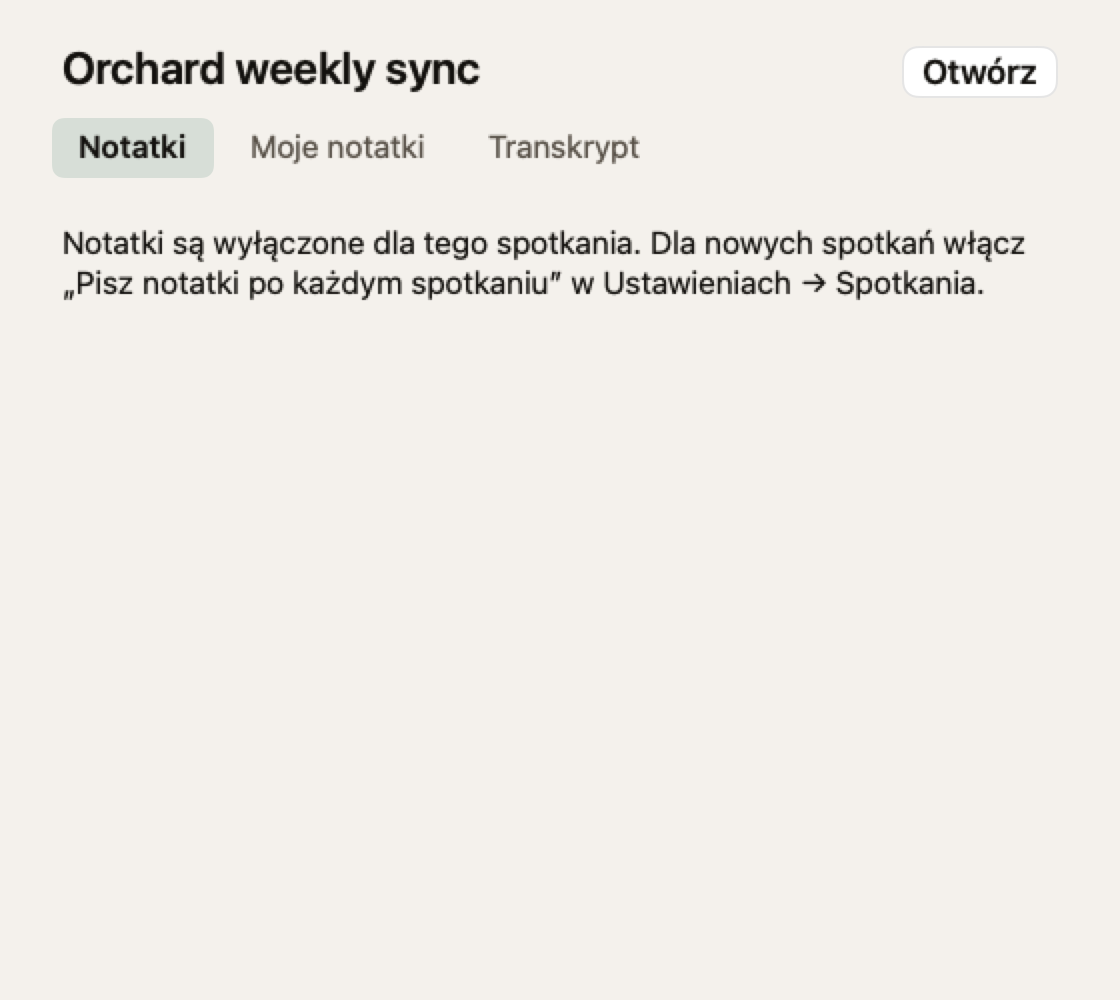 Orchard weekly sync
Otwórz
Notatki
Moje notatki
Transkrypt
Notatki są wyłączone dla tego spotkania. Dla nowych spotkań włącz
„Pisz notatki po każdym spotkaniu” w Ustawieniach → Spotkania.